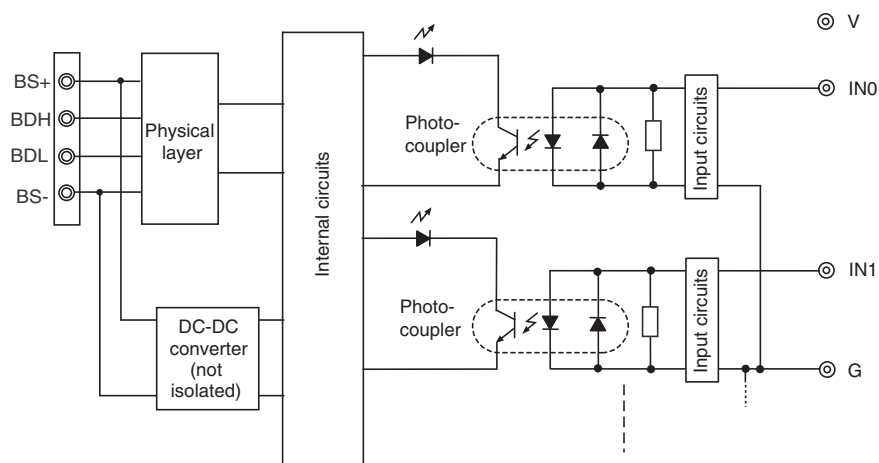 V
BS+
IN0
BDH
Photo-
coupler
Physical
layer
BDL
Input circuits
BS-
Internal circuits
IN1
Photo-
coupler
Input circuits
DC-DC
converter
(not
isolated)
G